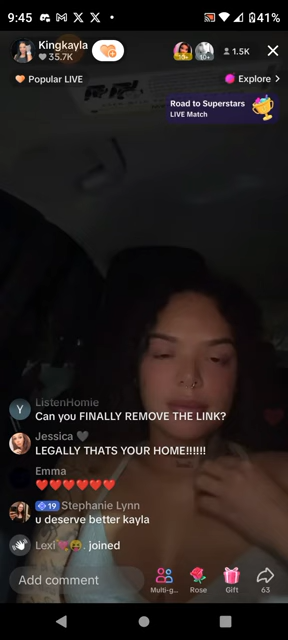 9:45
41%
Kingkayla
35.7K
1.5K
Popular LIVE
Explore >
Road to Superstars
LIVE Match
ListenHomie
Can you FINALLY REMOVE THE LINK?
Jessica 🩶
LEGALLY THATS YOUR HOME!!!!!!
Emma
❤️❤️❤️❤️❤️❤️
19 Stephanie Lynn
u deserve better kayla
Lexi💘😝. joined
Add comment
Multi-g...
Rose
Gift
63